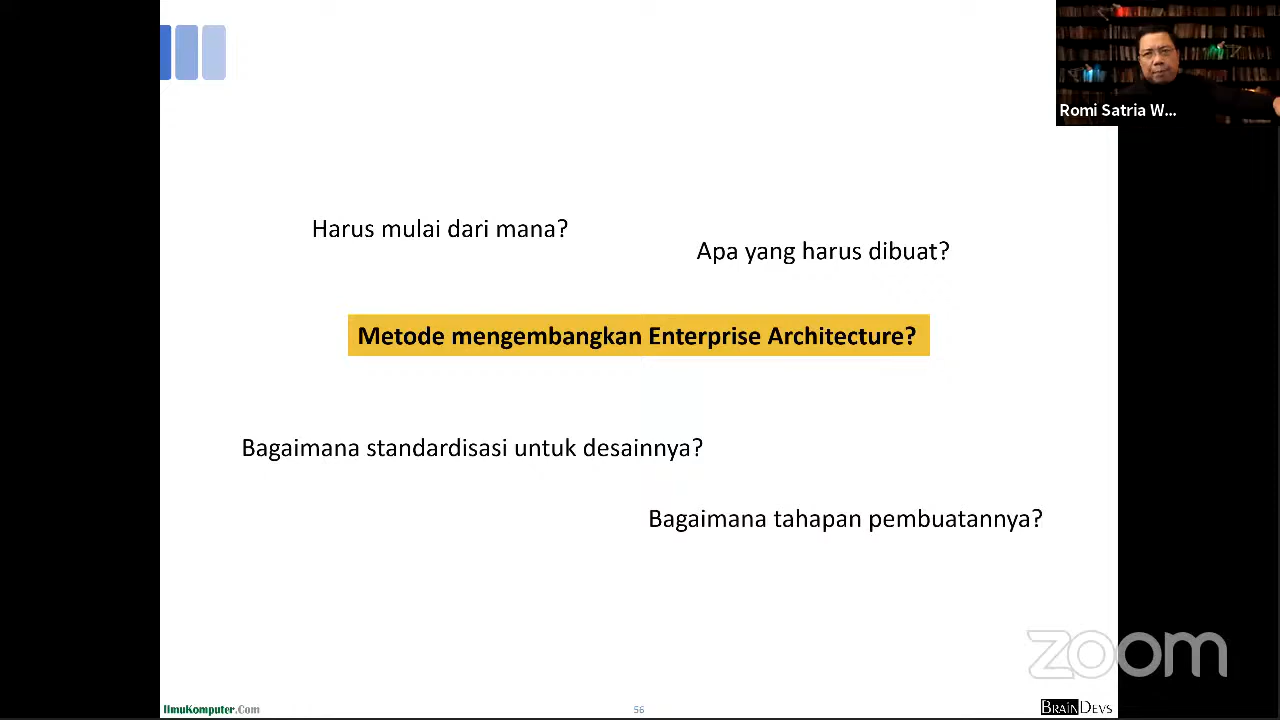 Romi Satria W...
Harus mulai dari mana?
Apa yang harus dibuat?
Metode mengembangkan Enterprise Architecture?
Bagaimana standardisasi untuk desainnya?
Bagaimana tahapan pembuatannya?
zoom
IlmuKomputer.Com
56
BRAINDEVS